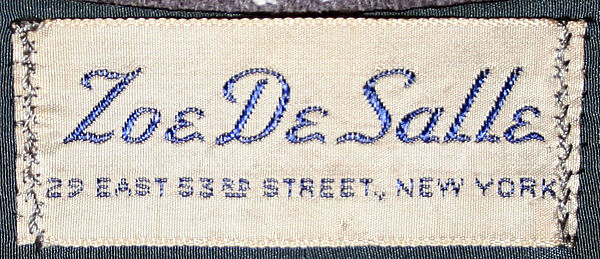 Zoe De Salle
29 EAST 53RD STREET., NEW YORK